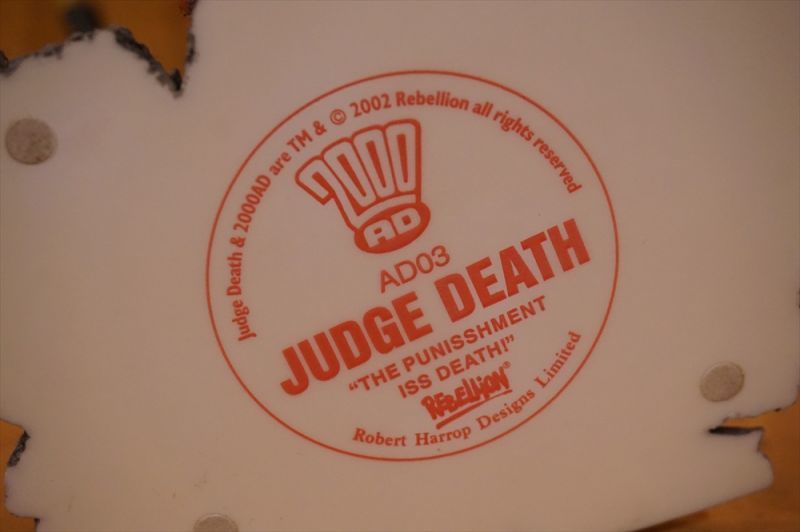 Judge Death & 2000AD are TM & © 2002 Rebellion all rights reserved
2000
AD
AD03
JUDGE DEATH
"THE PUNISSHMENT
ISS DEATH!"
REBELLION®
Robert Harrop Designs Limited